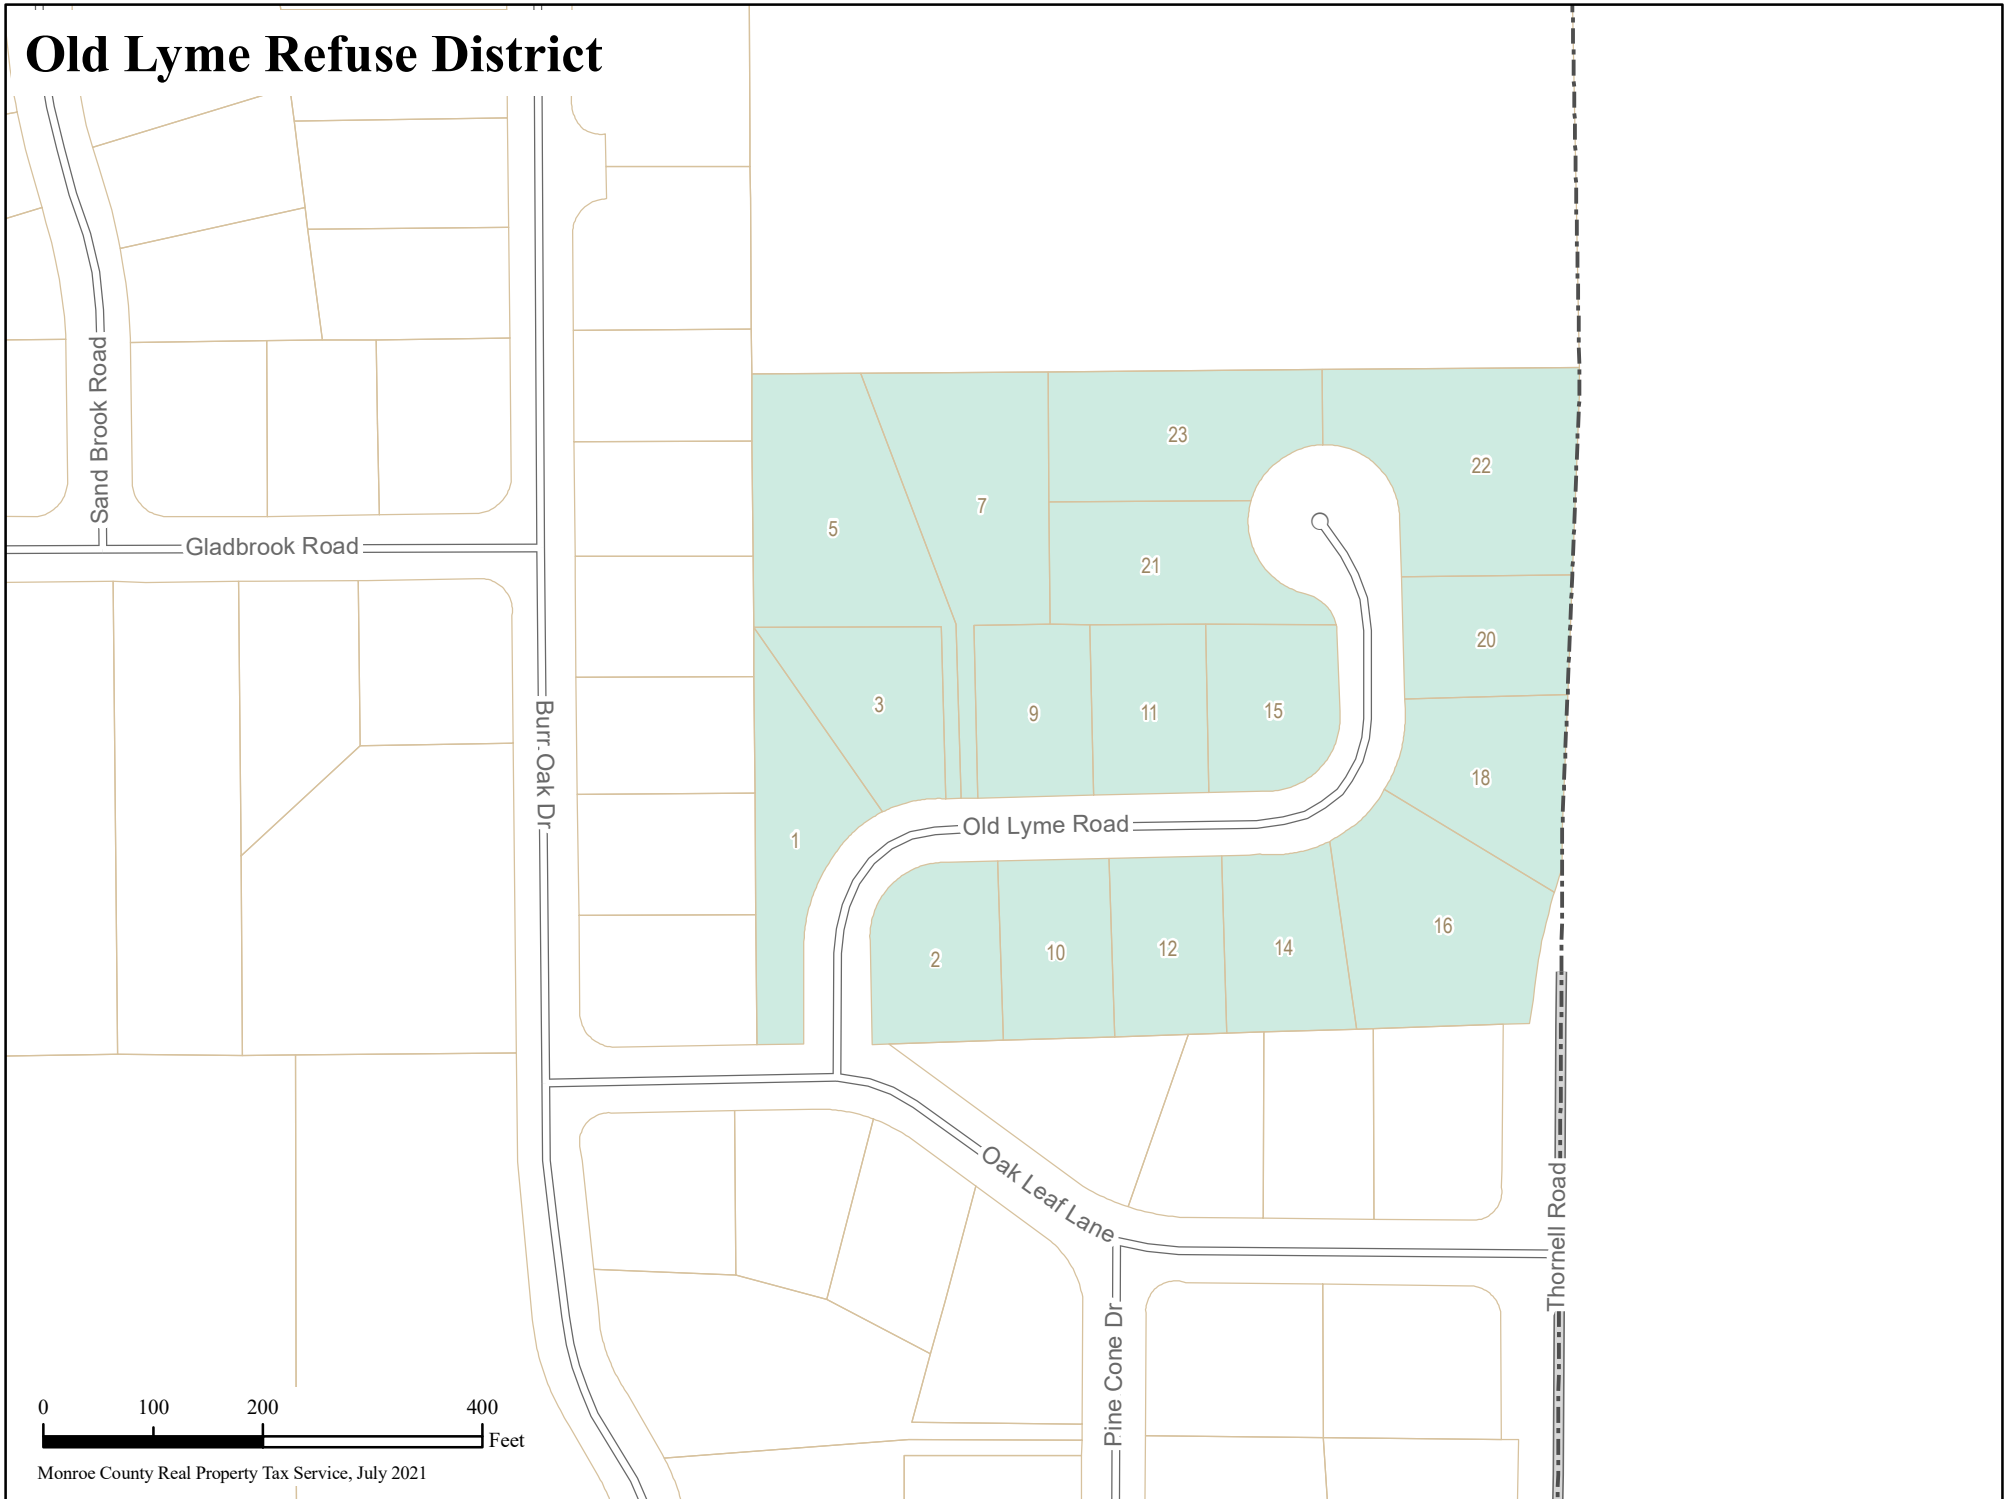 Old Lyme Refuse District
Sand Brook Road
Gladbrook Road
Burr Oak Dr
23
22
7
5
21
20
3
9
11
15
18
1
Old Lyme Road
16
2
10
12
14
Oak Leaf Lane
Thornell Road
Pine Cone Dr
0 100 200 400
Feet
Monroe County Real Property Tax Service, July 2021